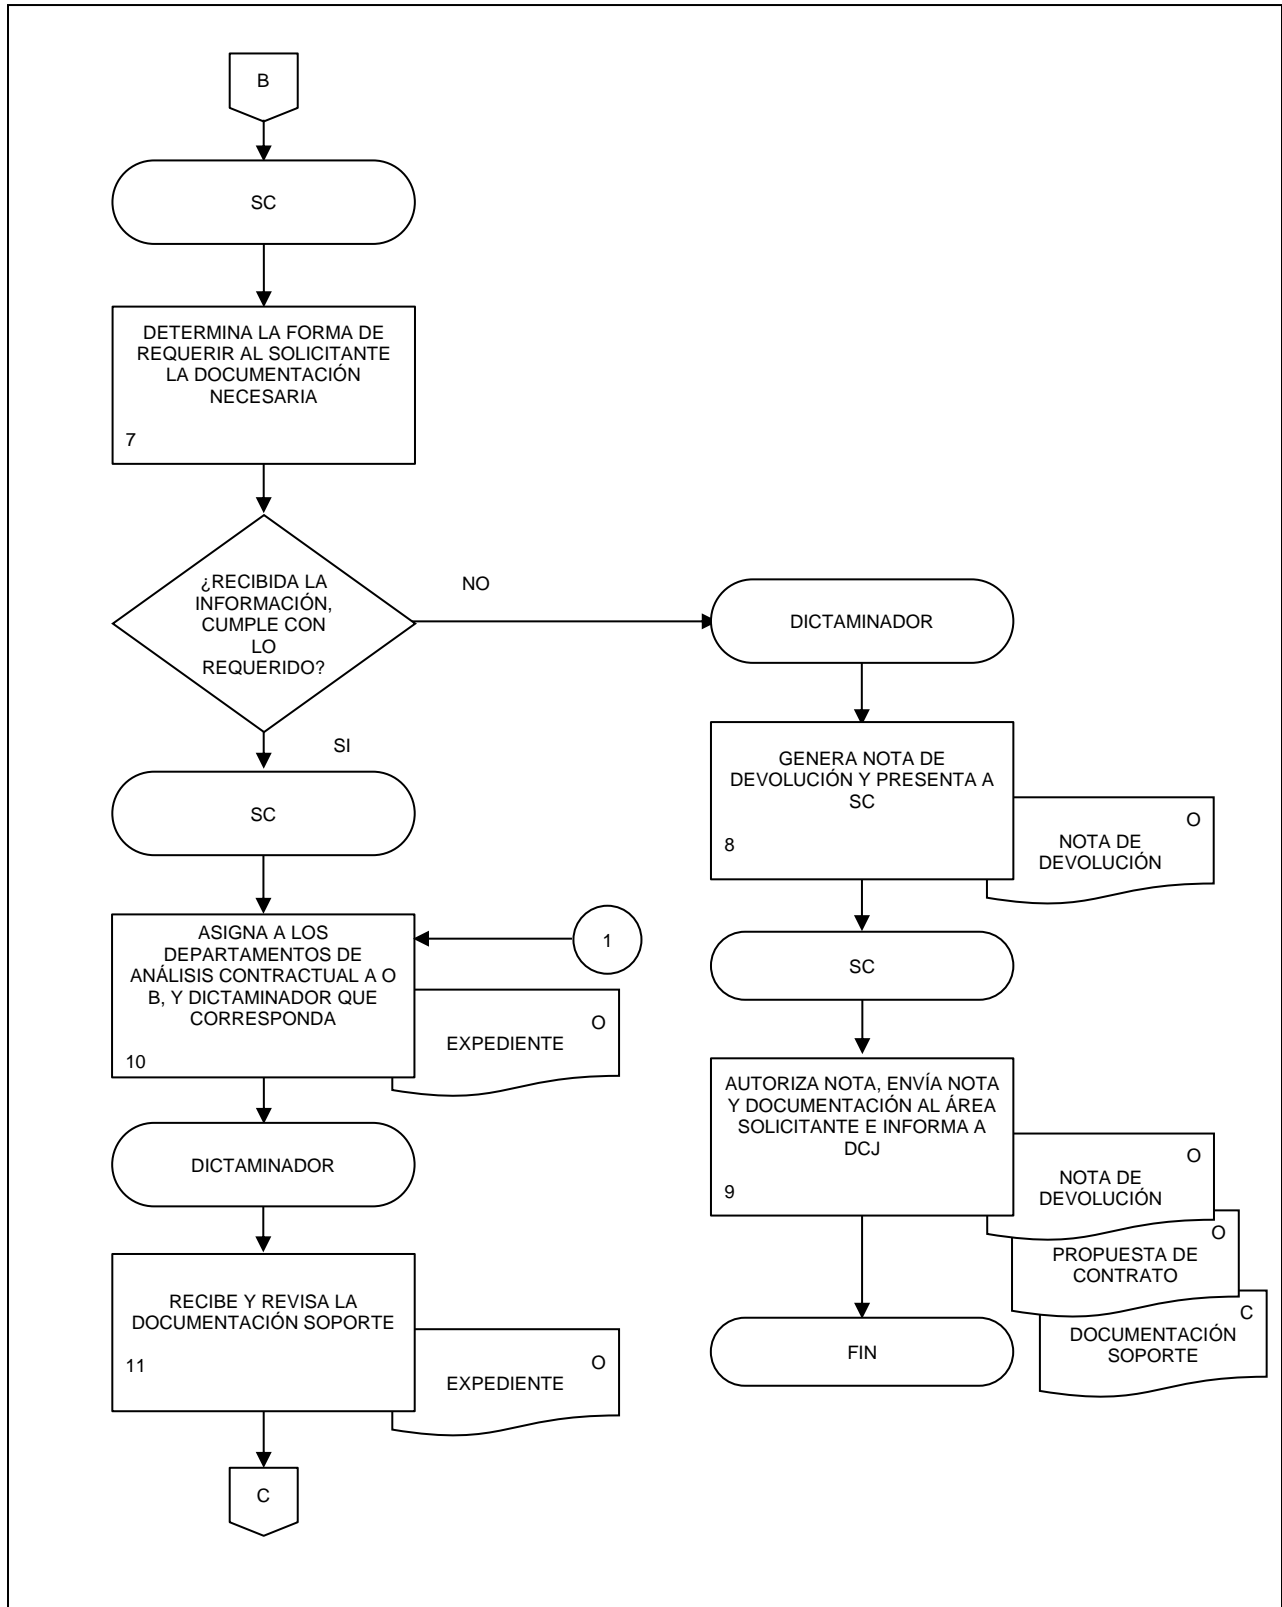 B
SC
DETERMINA LA FORMA DE
REQUERIR AL SOLICITANTE
LA DOCUMENTACIÓN
NECESARIA
7
¿RECIBIDA LA
INFORMACIÓN,
CUMPLE CON
LO
REQUERIDO?
NO
SI
SC
ASIGNA A LOS
DEPARTAMENTOS DE
ANÁLISIS CONTRACTUAL A O
B, Y DICTAMINADOR QUE
CORRESPONDA
10
1
O
EXPEDIENTE
DICTAMINADOR
RECIBE Y REVISA LA
DOCUMENTACIÓN SOPORTE
11
O
EXPEDIENTE
C
DICTAMINADOR
GENERA NOTA DE
DEVOLUCIÓN Y PRESENTA A
SC
8
O
NOTA DE
DEVOLUCIÓN
SC
AUTORIZA NOTA, ENVÍA NOTA
Y DOCUMENTACIÓN AL ÁREA
SOLICITANTE E INFORMA A
DCJ
9
O
NOTA DE
DEVOLUCIÓN
O
PROPUESTA DE
CONTRATO
C
DOCUMENTACIÓN
SOPORTE
FIN